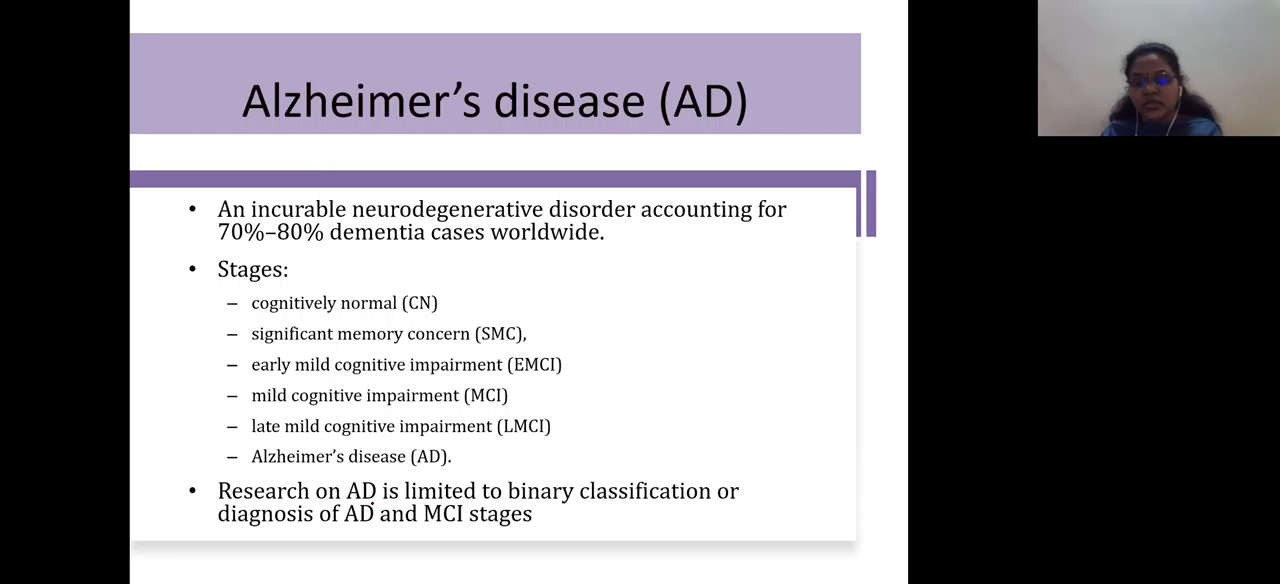 Alzheimer's disease (AD)
• An incurable neurodegenerative disorder accounting for
70%–80% dementia cases worldwide.
• Stages:
– cognitively normal (CN)
– significant memory concern (SMC),
– early mild cognitive impairment (EMCI)
– mild cognitive impairment (MCI)
– late mild cognitive impairment (LMCI)
– Alzheimer's disease (AD).
• Research on AD is limited to binary classification or
diagnosis of AD and MCI stages